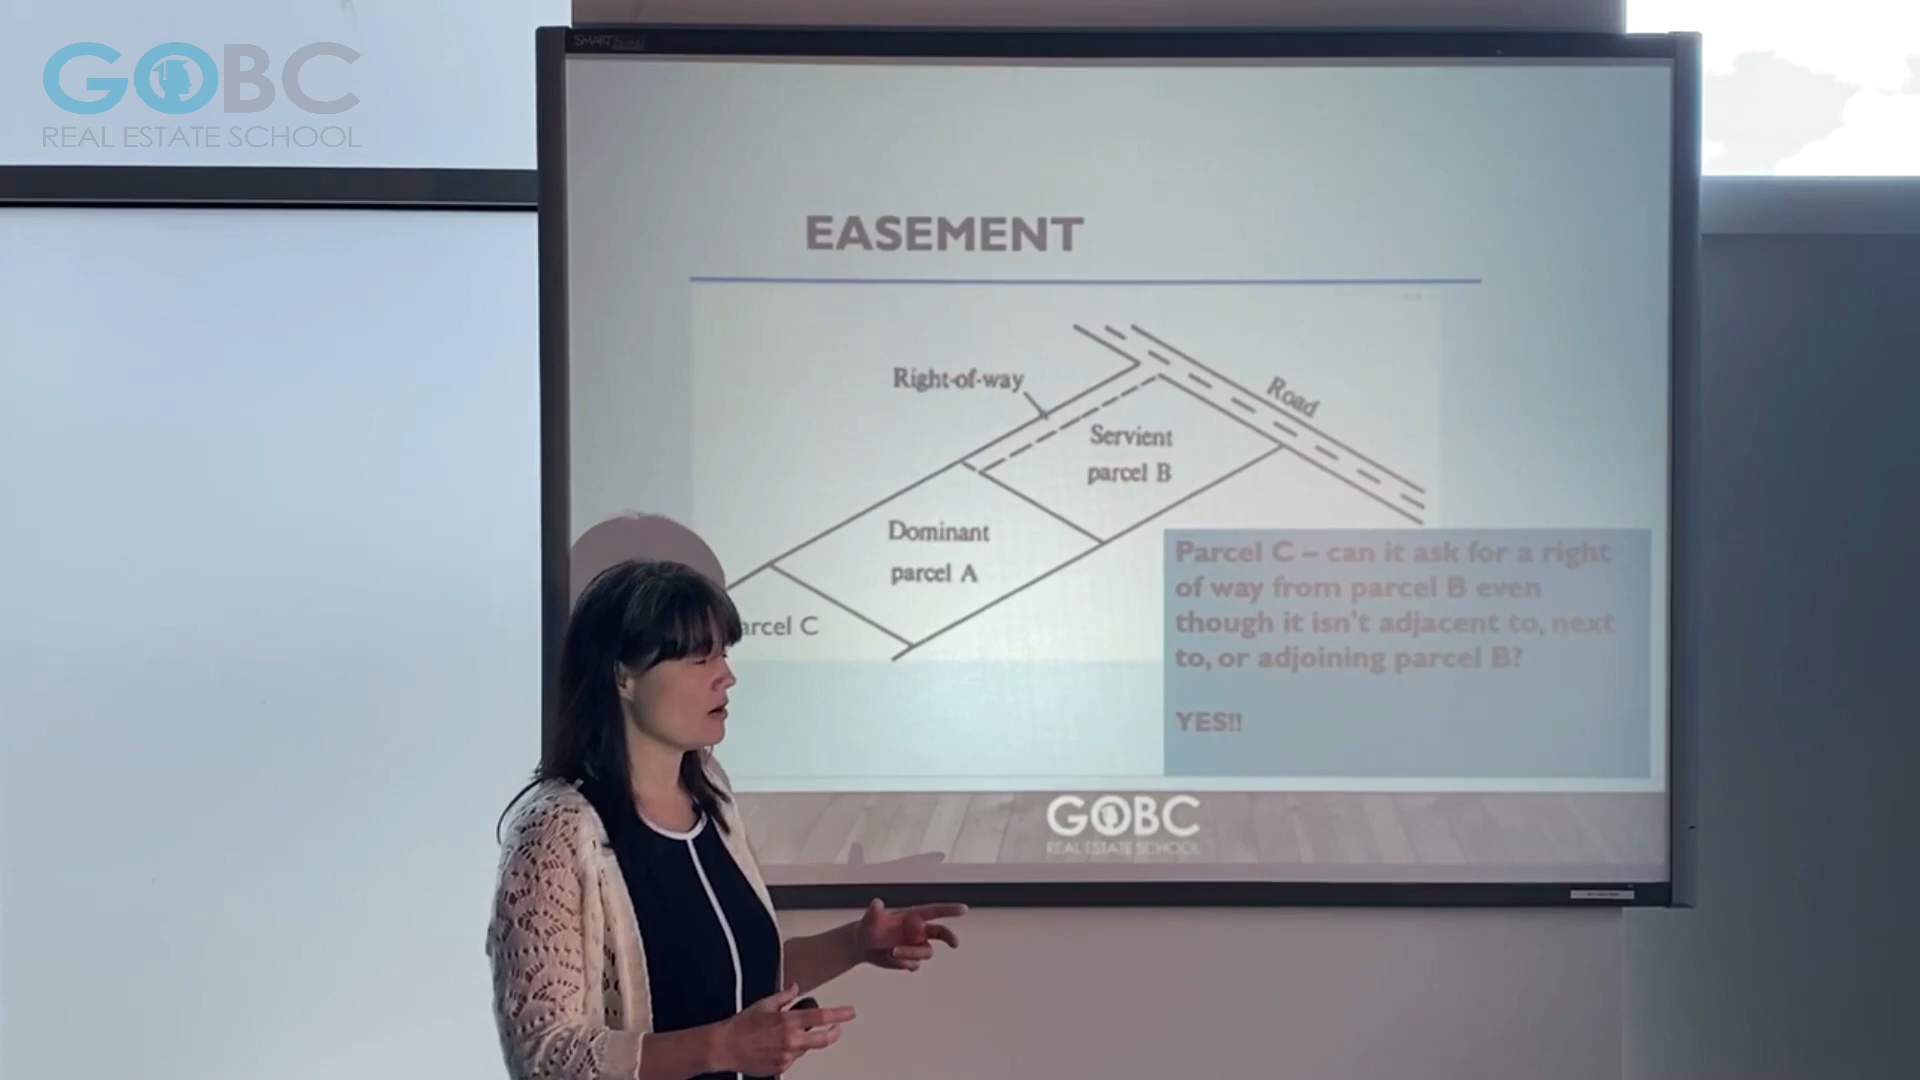 GOBC
REAL ESTATE SCHOOL
SMART
EASEMENT
Right-of-way
Road
Servient
parcel B
Dominant
parcel A
arcel C
Parcel C – can it ask for a right
of way from parcel B even
though it isn't adjacent to, next
to, or adjoining parcel B?
YES!!
GOBC
REAL ESTATE SCHOOL